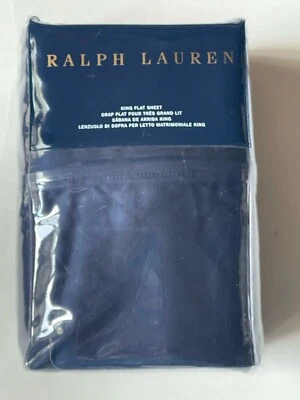 RALPH LAUREN
KING FLAT SHEET
DRAP PLAT POUR TRÈS GRAND LIT
SÁBANA DE ARRIBA KING
LENZUOLO DI SOPRA PER LETTO MATRIMONIALE KING